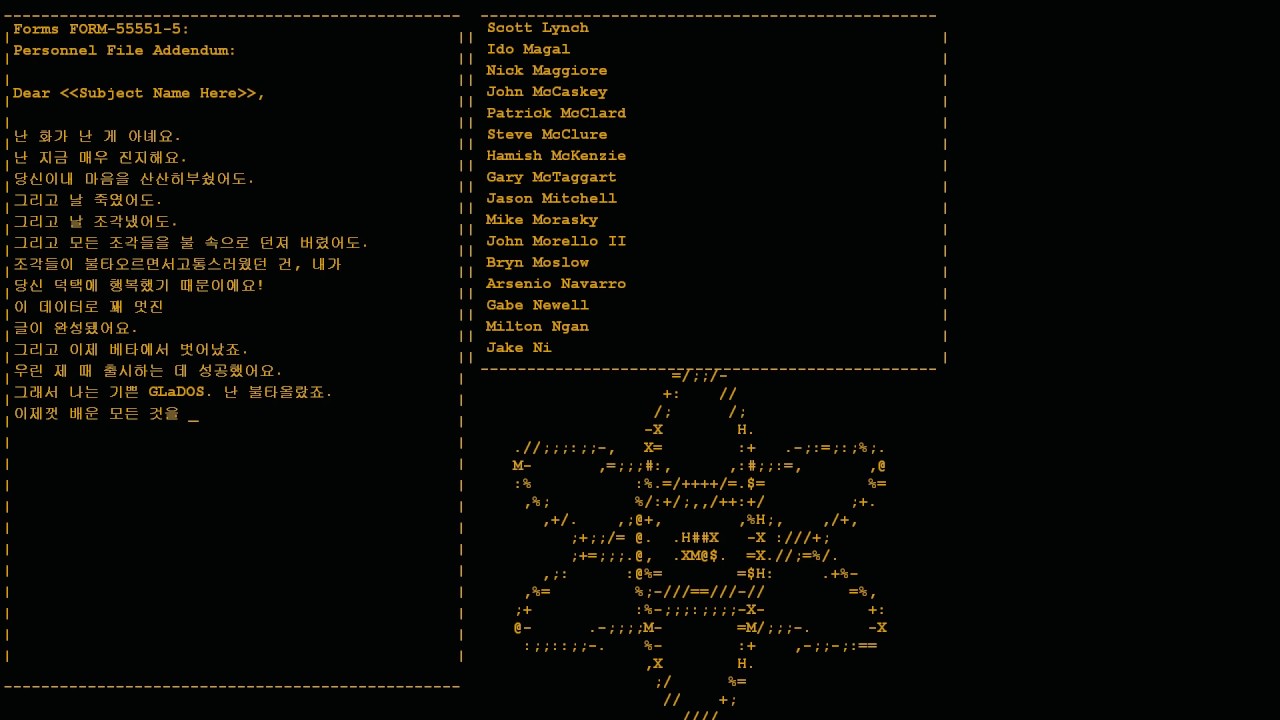 Forms FORM-55551-5:
Personnel File Addendum:
Dear <<Subject Name Here>>,
난 화가 난 게 아녜요.
난 지금 매우 진지해요.
당신이내 마음을 산산히부쉈어도.
그리고 날 죽였어도.
그리고 날 조각냈어도.
그리고 모든 조각들을 불 속으로 던져 버렸어도.
조각들이 불타오르면서고통스러웠던 건, 내가
당신 덕택에 행복했기 때문이에요!
이 데이터로 꽤 멋진
글이 완성됐어요.
그리고 이제 베타에서 벗어났죠.
우린 제 때 출시하는 데 성공했어요.
그래서 나는 기쁜 GLaDOS. 난 불타올랐죠.
이제껏 배운 모든 것을 _
Scott Lynch
Ido Magal
Nick Maggiore
John McCaskey
Patrick McClard
Steve McClure
Hamish McKenzie
Gary McTaggart
Jason Mitchell
Mike Morasky
John Morello II
Bryn Moslow
Arsenio Navarro
Gabe Newell
Milton Ngan
Jake Ni